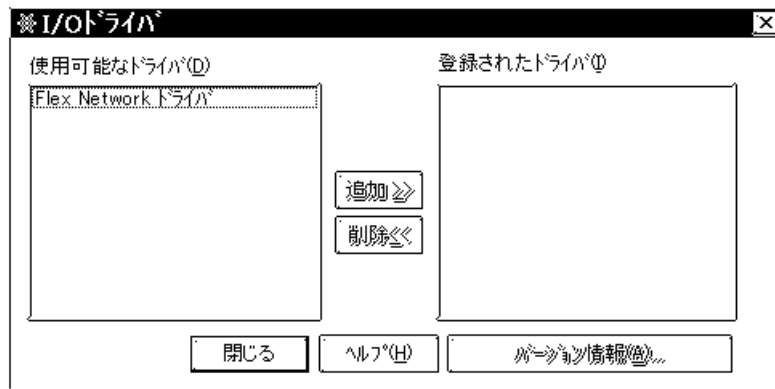 I/Oﾄﾞﾗｲﾊﾞ
使用可能なﾄﾞﾗｲﾊﾞ(D)
登録されたﾄﾞﾗｲﾊﾞ(I)
Flex Network ﾄﾞﾗｲﾊﾞ
追加>>
削除<<
閉じる
ﾍﾙﾌﾟ(H)
ﾊﾞｰｼﾞｮﾝ情報(A)...